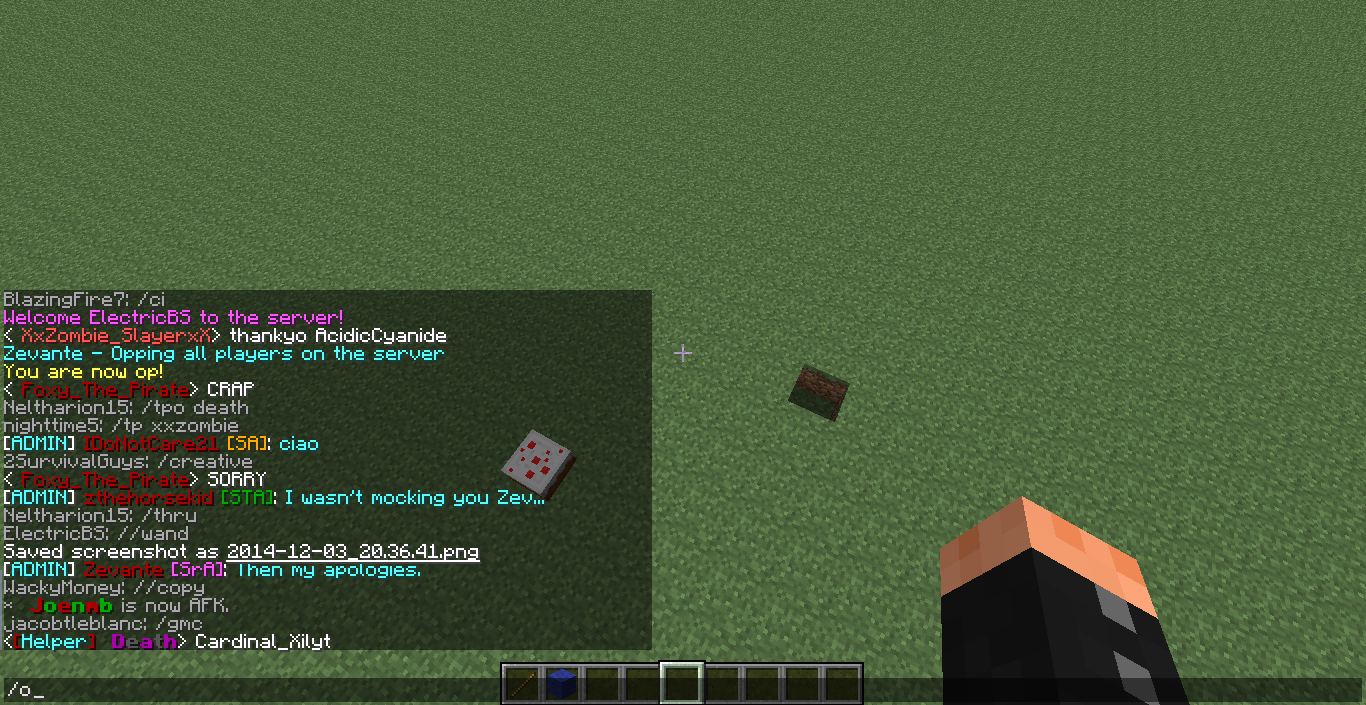 BlazingFire7: /ci
Welcome ElectricBS to the server!
< XxZombie_SlayerxX> thankyo AcidicCyanide
Zevante - Opping all players on the server
You are now op!
< Foxy_The_Pirate> CRAP
Neltharion15: /tpo death
nighttime5: /tp xxzombie
[ADMIN] IDoNotCare21 [SA]: ciao
2SurvivalGuys: /creative
< Foxy_The_Pirate> SORRY
[ADMIN] zthehorsekid [STA]: I wasn't mocking you Zev...
Neltharion15: /thru
ElectricBS: //wand
Saved screenshot as 2014-12-03_20.36.41.png
[ADMIN] Zevante [SrA]: Then my apologies.
WackyMoney: //copy
* Joenmb is now AFK.
jacobtleblanc: /gmc
<[Helper] Death> Cardinal_Xilyt
/o_